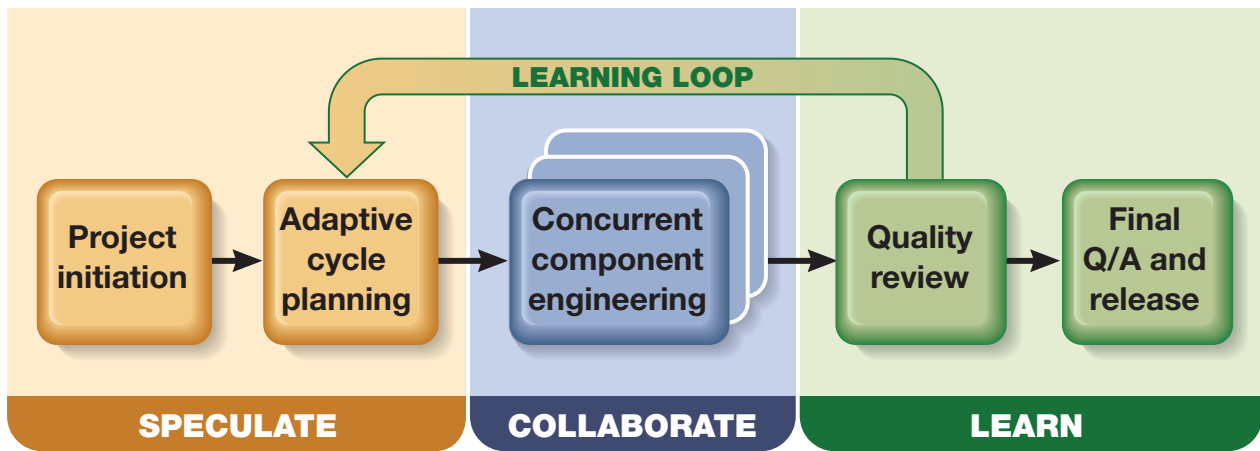 LEARNING LOOP
Project
initiation
Adaptive
cycle
planning
Concurrent
component
engineering
Quality
review
Final
Q/A and
release
SPECULATE
COLLABORATE
LEARN